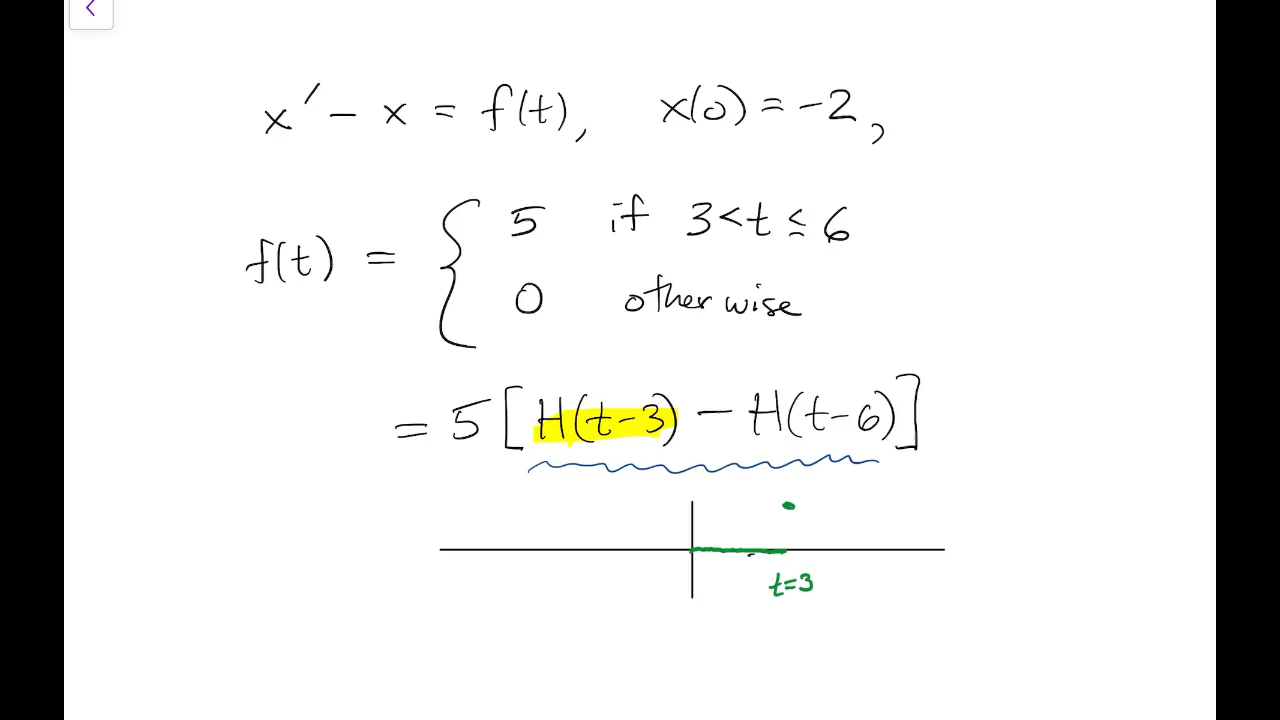 x′ − x = f(t), x(0) = −2,
f(t) = { 5 if 3 < t ≤ 6
0 otherwise
= 5 [H(t−3) − H(t−6)]
t=3